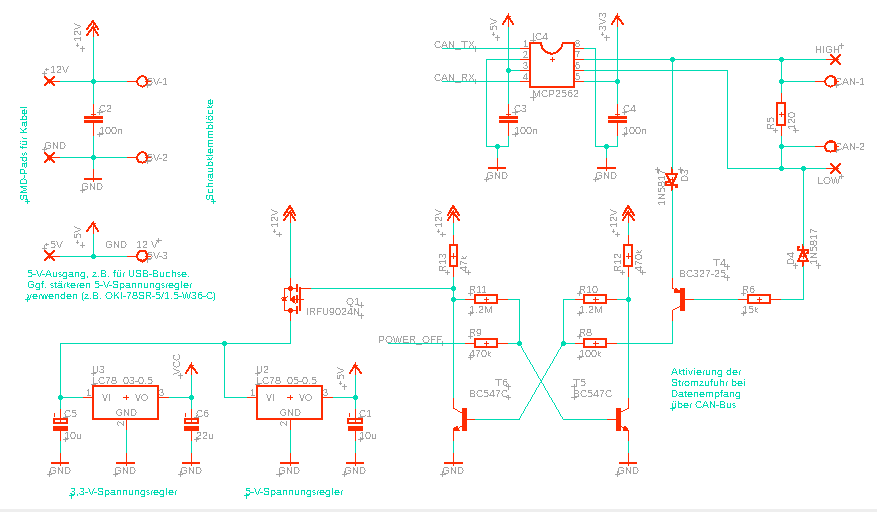 +12V
+5V
+3V3
IC4
CAN_TX
CAN_RX
1
2
3
4
8
7
6
5
MCP2562
HIGH
+12V
5V-1
CAN-1
SMD-Pads für Kabel
C2
100n
Schraubklemmblöcke
C3
100n
C4
100n
R5
120
GND
5V-2
CAN-2
GND
GND
GND
LOW
1N5817
D3
+5V
+5V
GND
12 V
5V-3
+12V
+12V
+12V
5-V-Ausgang, z.B. für USB-Buchse.
Ggf. stärkeren 5-V-Spannungsregler
verwenden (z.B. OKI-78SR-5/1.5-W36-C)
R13
47k
R12
470k
D4
1N5817
T4
BC327-25
Q1
IRFU9024N
R11
1.2M
R10
1.2M
R6
15k
POWER_OFF
R9
470k
R8
100k
VCC
+5V
U3
LC78_03-0.5
VI
VO
GND
1
2
3
U2
LC78_05-0.5
VI
VO
GND
1
2
3
T6
BC547C
T5
BC547C
Aktivierung der
Stromzufuhr bei
Datenempfang
über CAN-Bus
C5
10u
C6
22u
C1
10u
GND
GND
GND
GND
GND
GND
GND
3.3-V-Spannungsregler
5-V-Spannungsregler